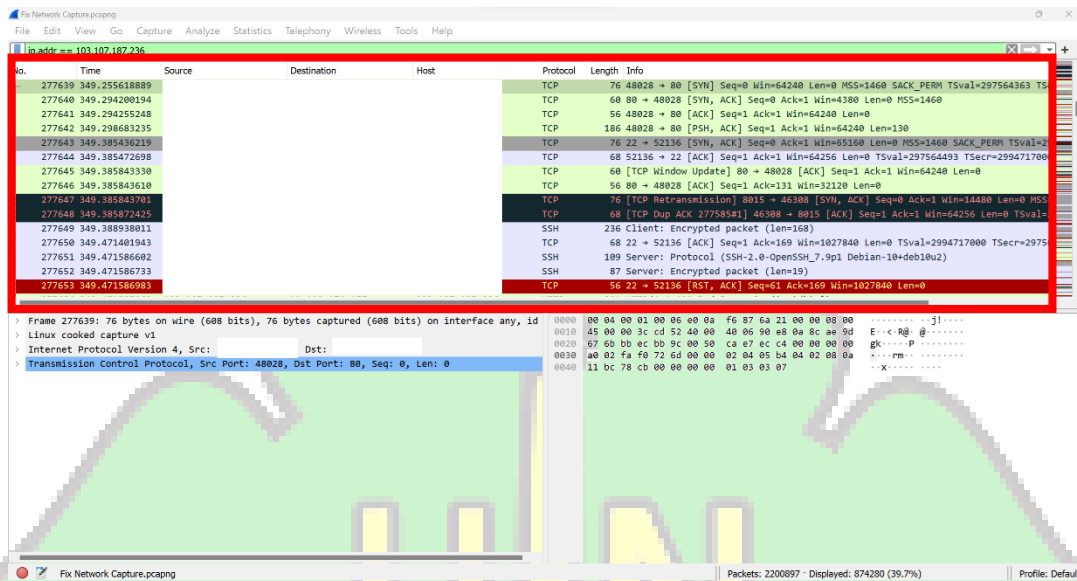 Fix Network Capture.pcapng
File Edit View Go Capture Analyze Statistics Telephony Wireless Tools Help
ip.addr == 103.107.187.236
No. Time Source Destination Host Protocol Length Info
277639 349.255618889 TCP 76 48028 → 80 [SYN] Seq=0 Win=64240 Len=0 MSS=1460 SACK_PERM TSval=297564363 TS
277640 349.294200194 TCP 60 80 → 48028 [SYN, ACK] Seq=0 Ack=1 Win=4380 Len=0 MSS=1460
277641 349.294255248 TCP 56 48028 → 80 [ACK] Seq=1 Ack=1 Win=64240 Len=0
277642 349.298683235 TCP 186 48028 → 80 [PSH, ACK] Seq=1 Ack=1 Win=64240 Len=130
277643 349.385436219 TCP 76 22 → 52136 [SYN, ACK] Seq=0 Ack=1 Win=65160 Len=0 MSS=1460 SACK_PERM TSval=29
277644 349.385472698 TCP 68 52136 → 22 [ACK] Seq=1 Ack=1 Win=64256 Len=0 TSval=297564493 TSecr=2994717000
277645 349.385843330 TCP 60 [TCP Window Update] 80 → 48028 [ACK] Seq=1 Ack=1 Win=64240 Len=0
277646 349.385843610 TCP 56 80 → 48028 [ACK] Seq=1 Ack=131 Win=32120 Len=0
277647 349.385843701 TCP 76 [TCP Retransmission] 8015 → 46308 [SYN, ACK] Seq=0 Ack=1 Win=14480 Len=0 MSS
277648 349.385872425 TCP 68 [TCP Dup ACK 277585#1] 46308 → 8015 [ACK] Seq=1 Ack=1 Win=64256 Len=0 TSval=
277649 349.388938011 SSH 236 Client: Encrypted packet (len=168)
277650 349.471401943 TCP 68 22 → 52136 [ACK] Seq=1 Ack=169 Win=1027840 Len=0 TSval=2994717000 TSecr=2975
277651 349.471586602 SSH 109 Server: Protocol (SSH-2.0-OpenSSH_7.9p1 Debian-10+deb10u2)
277652 349.471586733 SSH 87 Server: Encrypted packet (len=19)
277653 349.471586983 TCP 56 22 → 52136 [RST, ACK] Seq=61 Ack=169 Win=1027840 Len=0
> Frame 277639: 76 bytes on wire (608 bits), 76 bytes captured (608 bits) on interface any, id
> Linux cooked capture v1
> Internet Protocol Version 4, Src: Dst:
> Transmission Control Protocol, Src Port: 48028, Dst Port: 80, Seq: 0, Len: 0
0000 00 04 00 01 00 06 e0 0a f6 87 6a 21 00 00 08 00 ········ ··j!····
0010 45 00 00 3c cd 52 40 00 40 06 90 e8 0a 8c ae 9d E··<·R@· @·······
0020 67 6b bb ec bb 9c 00 50 ca e7 ec c4 00 00 00 00 gk·····P ········
0030 a0 02 fa f0 72 6d 00 00 02 04 05 b4 04 02 08 0a ····rm·· ········
0040 11 bc 78 cb 00 00 00 00 01 03 03 07 ··x····· ····
Fix Network Capture.pcapng
Packets: 2200897 · Displayed: 874280 (39.7%)
Profile: Defaul